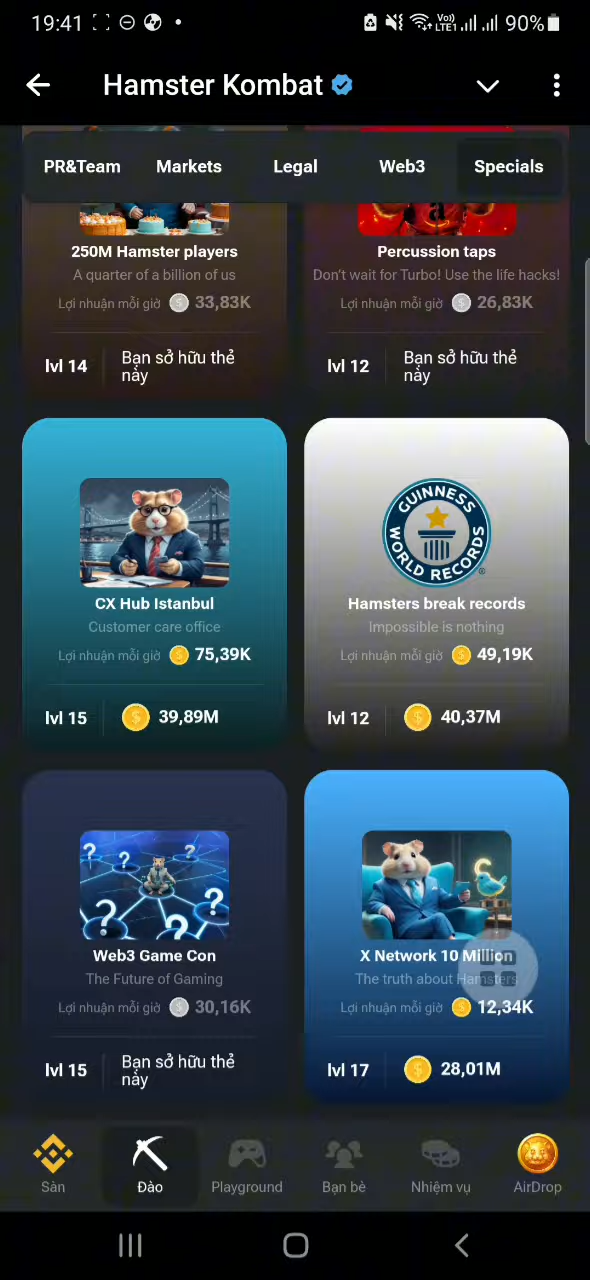 19:41
Vo))
LTE1
90%
Hamster Kombat
PR&Team Markets Legal Web3 Specials
250M Hamster players
A quarter of a billion of us
Lợi nhuận mỗi giờ 33,83K
lvl 14
Bạn sở hữu thẻ
này
Percussion taps
Don't wait for Turbo! Use the life hacks!
Lợi nhuận mỗi giờ 26,83K
lvl 12
Bạn sở hữu thẻ
này
CX Hub Istanbul
Customer care office
Lợi nhuận mỗi giờ 75,39K
lvl 15 39,89M
GUINNESS
WORLD RECORDS
Hamsters break records
Impossible is nothing
Lợi nhuận mỗi giờ 49,19K
lvl 12 40,37M
? ? ? ? ? ?
Web3 Game Con
The Future of Gaming
Lợi nhuận mỗi giờ 30,16K
lvl 15
Bạn sở hữu thẻ
này
X Network 10 Million
The truth about Hamsters
Lợi nhuận mỗi giờ 12,34K
lvl 17 28,01M
Sàn Đào Playground Bạn bè Nhiệm vụ AirDrop